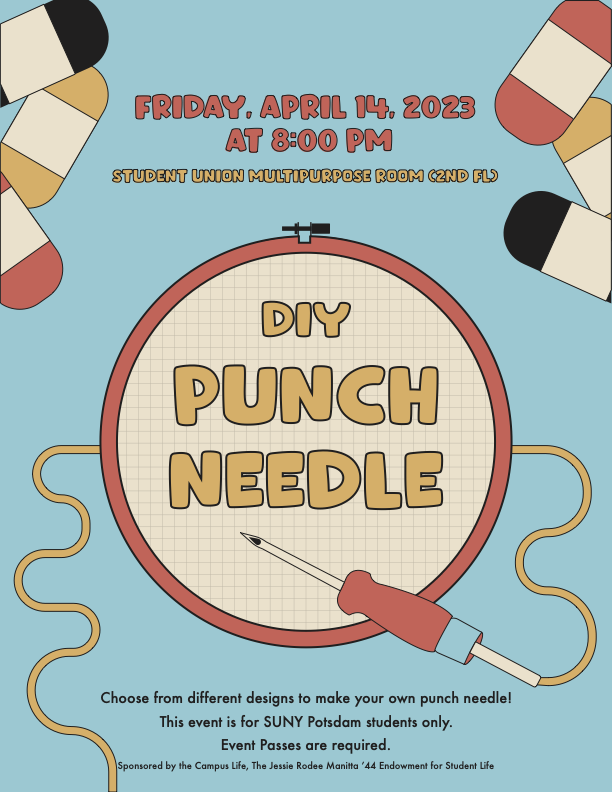 FRIDAY, APRIL 14, 2023
AT 8:00 PM
STUDENT UNION MULTIPURPOSE ROOM (2ND FL)
DIY
PUNCH
NEEDLE
Choose from different designs to make your own punch needle!
This event is for SUNY Potsdam students only.
Event Passes are required.
Sponsored by the Campus Life, The Jessie Rodee Manitta '44 Endowment for Student Life